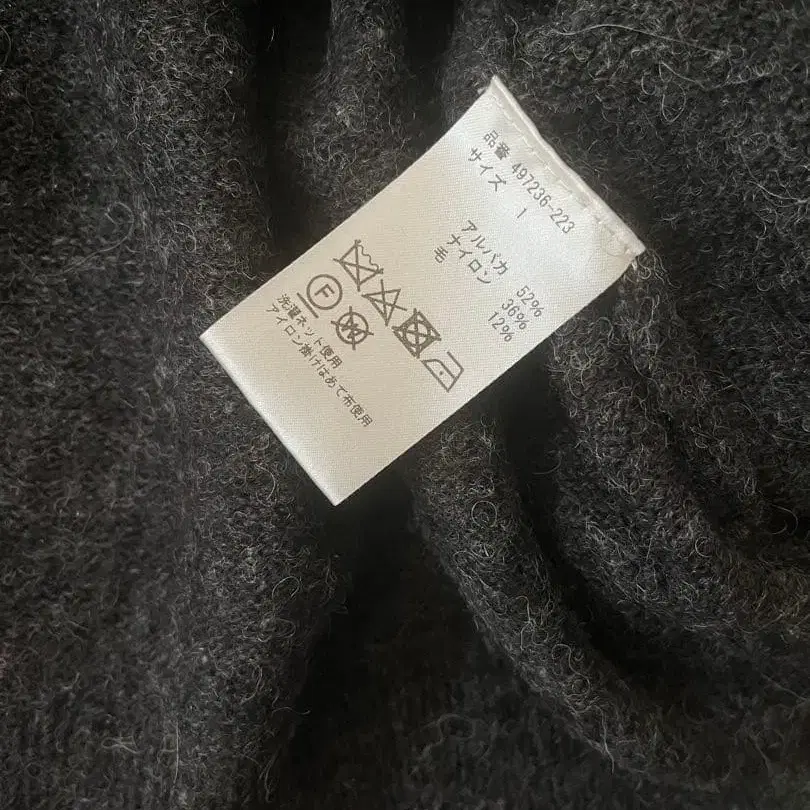 品番 497236-223
サイズ 1
アルパカ 52%
ナイロン 36%
毛 12%
F
W
洗濯ネット使用
アイロン掛けはあて布使用